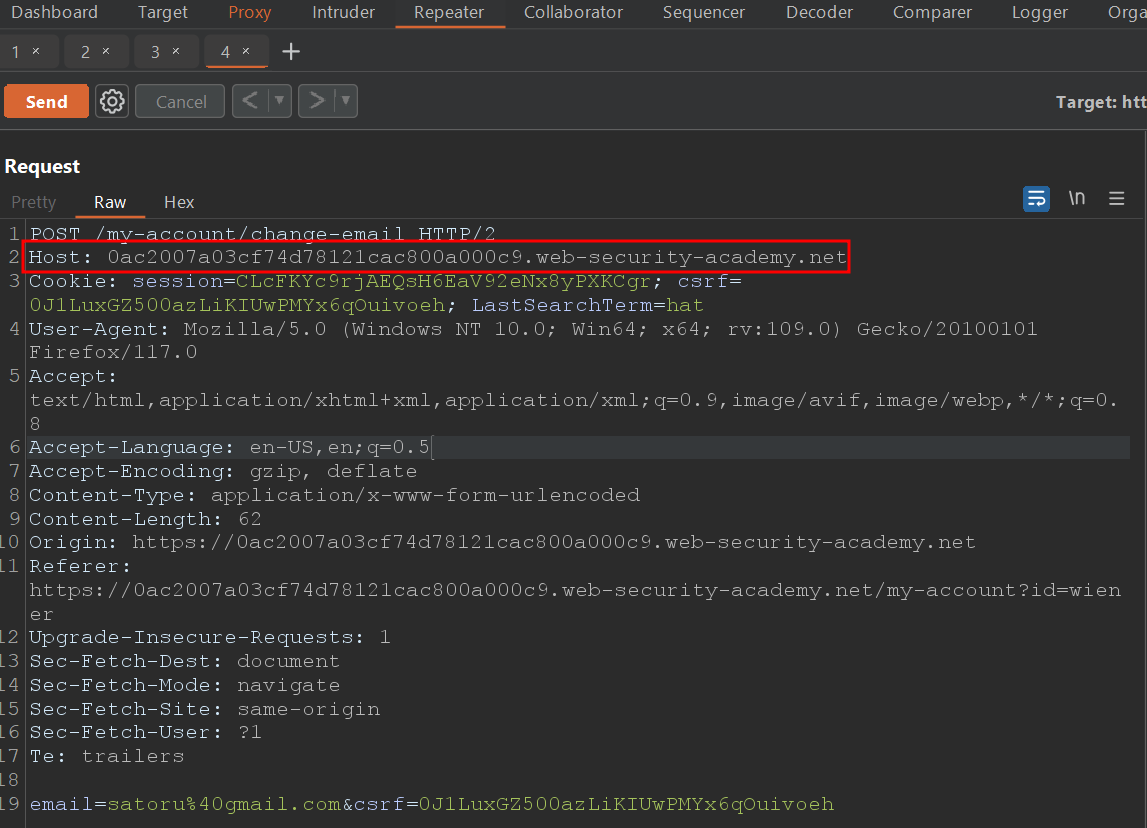 Dashboard Target Proxy Intruder Repeater Collaborator Sequencer Decoder Comparer Logger Orga
1 × 2 × 3 × 4 × +
Send Cancel < > Target: htt
Request
Pretty Raw Hex \n
1 POST /my-account/change-email HTTP/2
2 Host: 0ac2007a03cf74d78121cac800a000c9.web-security-academy.net
3 Cookie: session=CLcFKYc9rjAEQsH6EaV92eNx8yPXKCgr; csrf=
0J1LuxGZ500azLiKIUwPMYx6qOuivoeh; LastSearchTerm=hat
4 User-Agent: Mozilla/5.0 (Windows NT 10.0; Win64; x64; rv:109.0) Gecko/20100101
Firefox/117.0
5 Accept:
text/html,application/xhtml+xml,application/xml;q=0.9,image/avif,image/webp,*/*;q=0.
8
6 Accept-Language: en-US,en;q=0.5
7 Accept-Encoding: gzip, deflate
8 Content-Type: application/x-www-form-urlencoded
9 Content-Length: 62
10 Origin: https://0ac2007a03cf74d78121cac800a000c9.web-security-academy.net
11 Referer:
https://0ac2007a03cf74d78121cac800a000c9.web-security-academy.net/my-account?id=wien
er
12 Upgrade-Insecure-Requests: 1
13 Sec-Fetch-Dest: document
14 Sec-Fetch-Mode: navigate
15 Sec-Fetch-Site: same-origin
16 Sec-Fetch-User: ?1
17 Te: trailers
18
19 email=satoru%40gmail.com&csrf=0J1LuxGZ500azLiKIUwPMYx6qOuivoeh